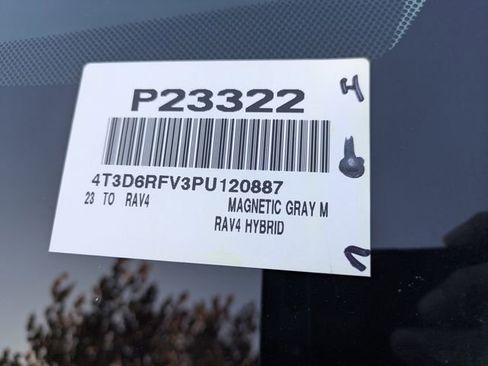 P23322
4T3D6RFV3PU120887
23 TO RAV4 MAGNETIC GRAY M
RAV4 HYBRID